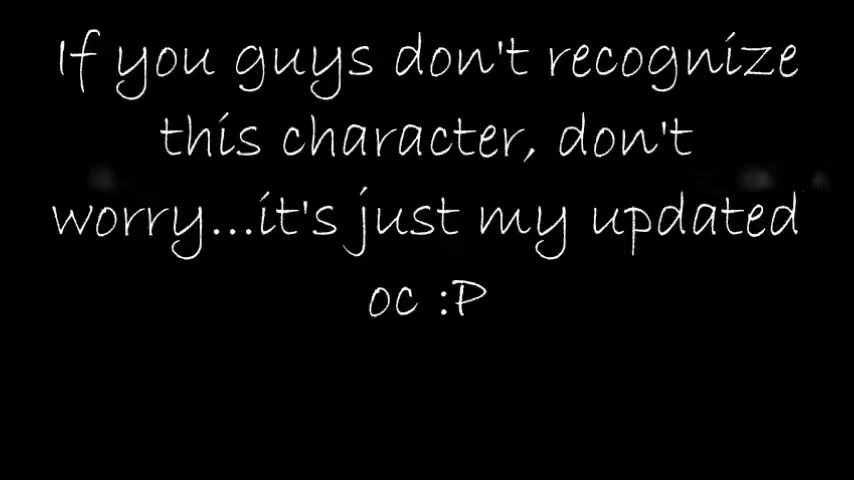 If you guys don't recognize
this character, don't
worry...it's just my updated
oc :P